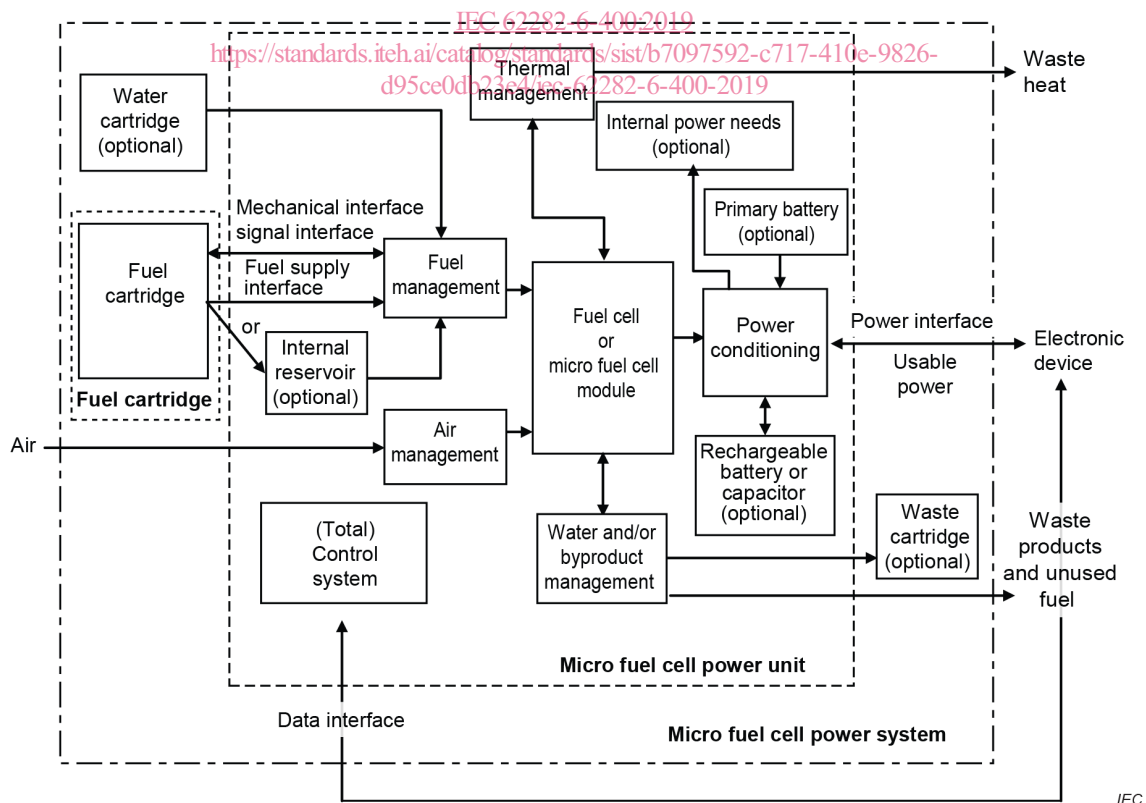 IEC 62282-6-400:2019
https://standards.iteh.ai/catalog/standards/sist/b7097592-c717-410e-9826-
d95ce0db23e4/iec-62282-6-400-2019
Thermal
management
Waste
heat
Water
cartridge
(optional)
Internal power needs
(optional)
Mechanical interface
signal interface
Primary battery
(optional)
Fuel
cartridge
Fuel supply
interface
Fuel
management
or
Internal
reservoir
(optional)
Fuel cartridge
Fuel cell
or
micro fuel cell
module
Power
conditioning
Power interface
Usable
power
Electronic
device
Air
Air
management
Rechargeable
battery or
capacitor
(optional)
(Total)
Control
system
Water and/or
byproduct
management
Waste
cartridge
(optional)
Waste
products
and unused
fuel
Micro fuel cell power unit
Data interface
Micro fuel cell power system
IEC